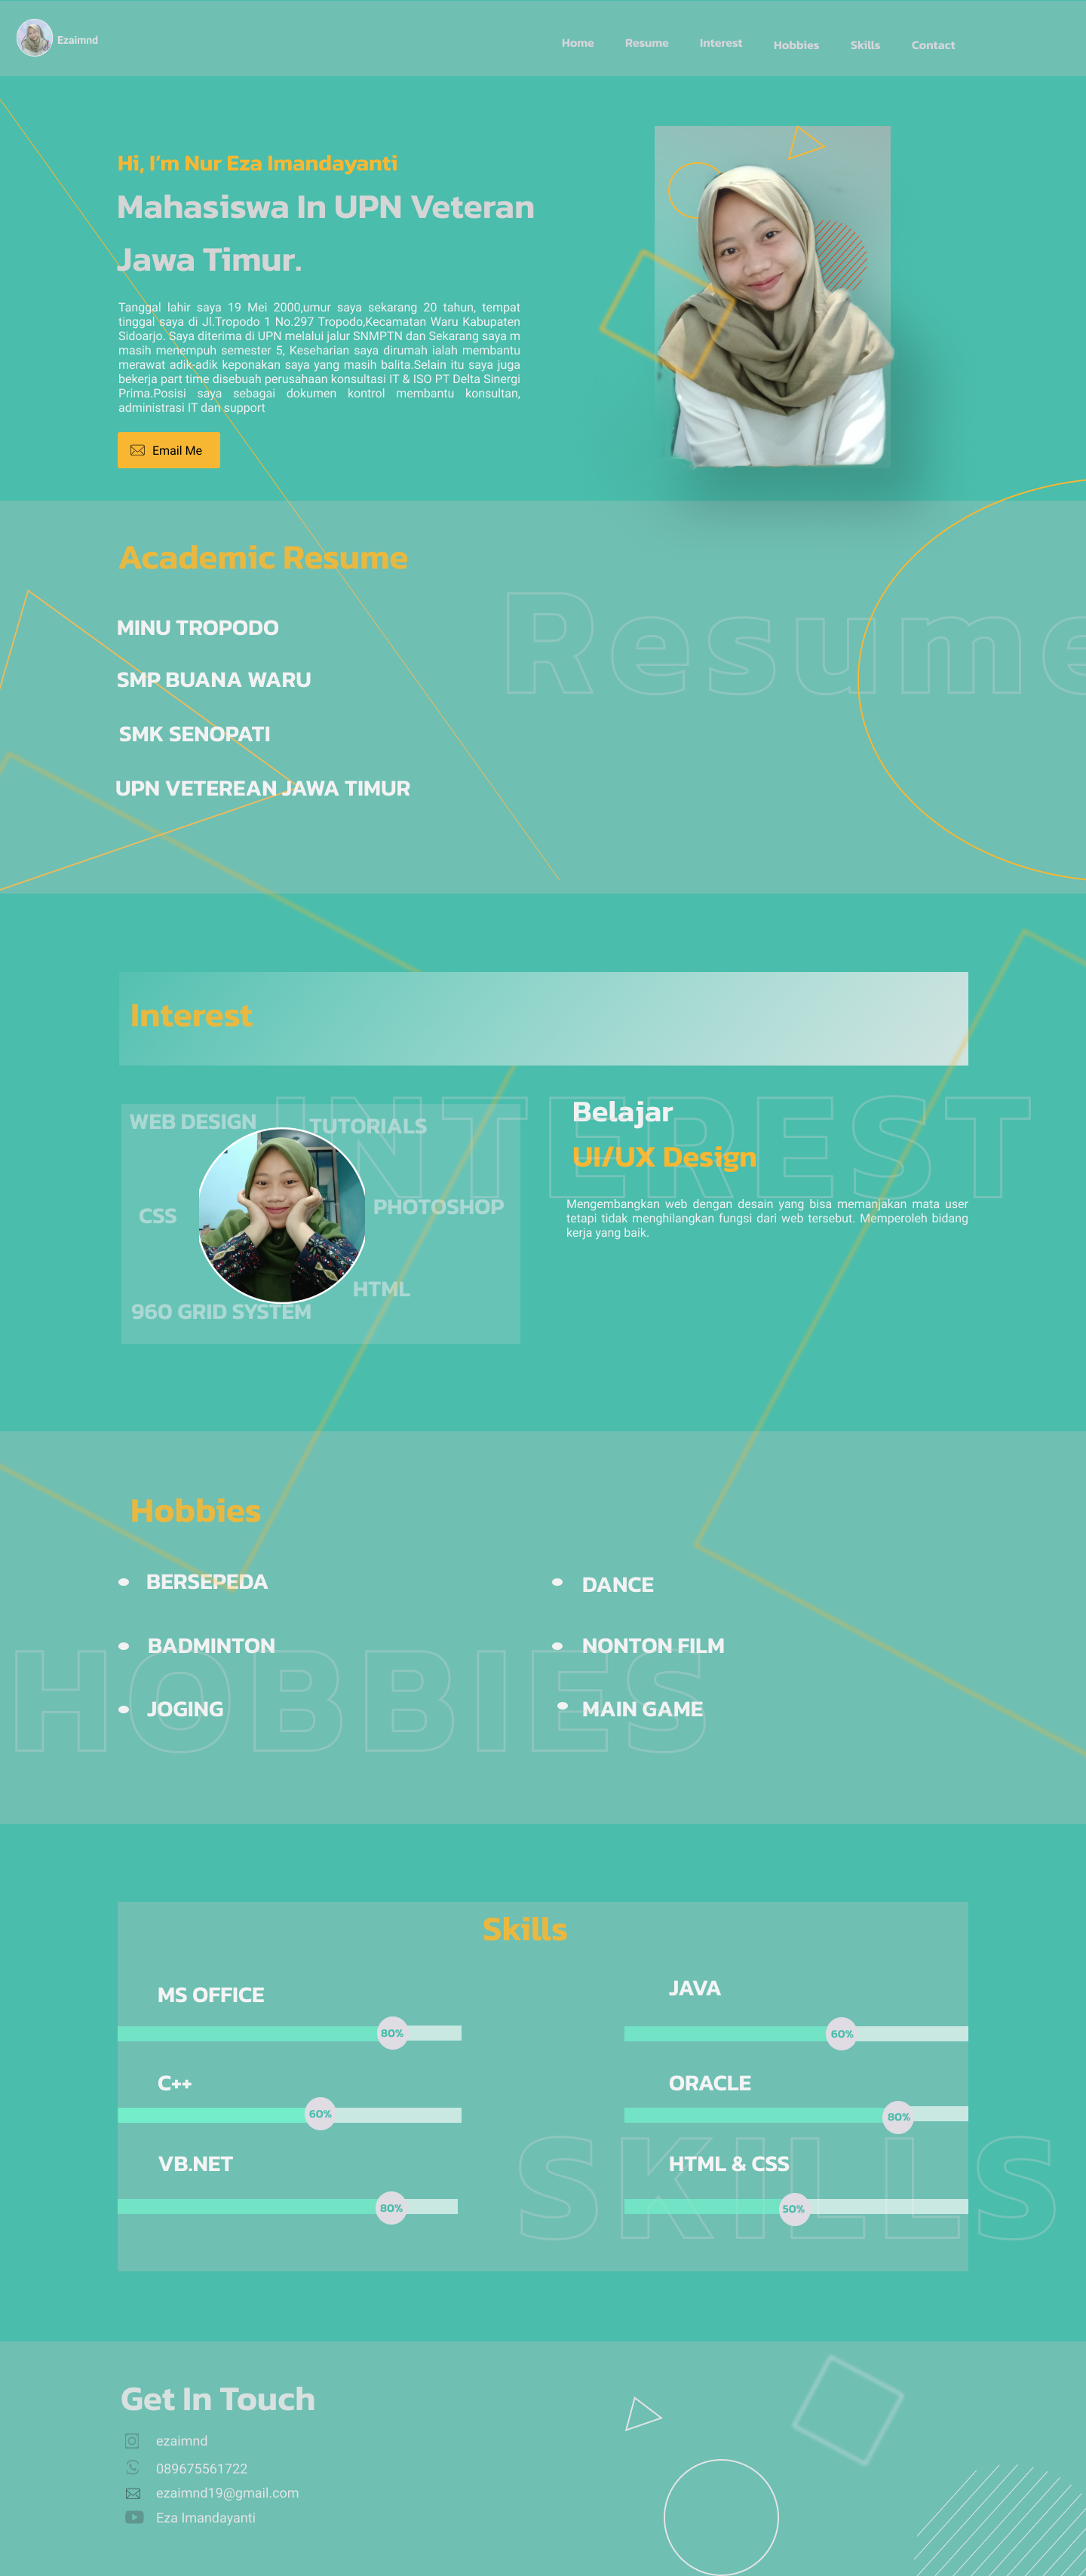 Ezaimnd
Home Resume Interest Hobbies Skills Contact
Hi, I'm Nur Eza Imandayanti
Mahasiswa In UPN Veteran
Jawa Timur.
Tanggal lahir saya 19 Mei 2000,umur saya sekarang 20 tahun, tempat
tinggal saya di Jl.Tropodo 1 No.297 Tropodo,Kecamatan Waru Kabupaten
Sidoarjo. Saya diterima di UPN melalui jalur SNMPTN dan Sekarang saya m
masih menempuh semester 5, Keseharian saya dirumah ialah membantu
merawat adik-adik keponakan saya yang masih balita.Selain itu saya juga
bekerja part time disebuah perusahaan konsultasi IT & ISO PT Delta Sinergi
Prima.Posisi saya sebagai dokumen kontrol membantu konsultan,
administrasi IT dan support
Email Me
Academic Resume
Resume
MINU TROPODO
SMP BUANA WARU
SMK SENOPATI
UPN VETEREAN JAWA TIMUR
Interest
INTEREST
WEB DESIGN
TUTORIALS
CSS
PHOTOSHOP
HTML
960 GRID SYSTEM
Belajar
UI/UX Design
Mengembangkan web dengan desain yang bisa memanjakan mata user
tetapi tidak menghilangkan fungsi dari web tersebut. Memperoleh bidang
kerja yang baik.
Hobbies
BERSEPEDA
BADMINTON
JOGING
DANCE
NONTON FILM
MAIN GAME
HOBBIES
Skills
MS OFFICE
80%
C++
60%
VB.NET
80%
JAVA
60%
ORACLE
80%
HTML & CSS
50%
SKILLS
Get In Touch
ezaimnd
089675561722
ezaimnd19@gmail.com
Eza Imandayanti